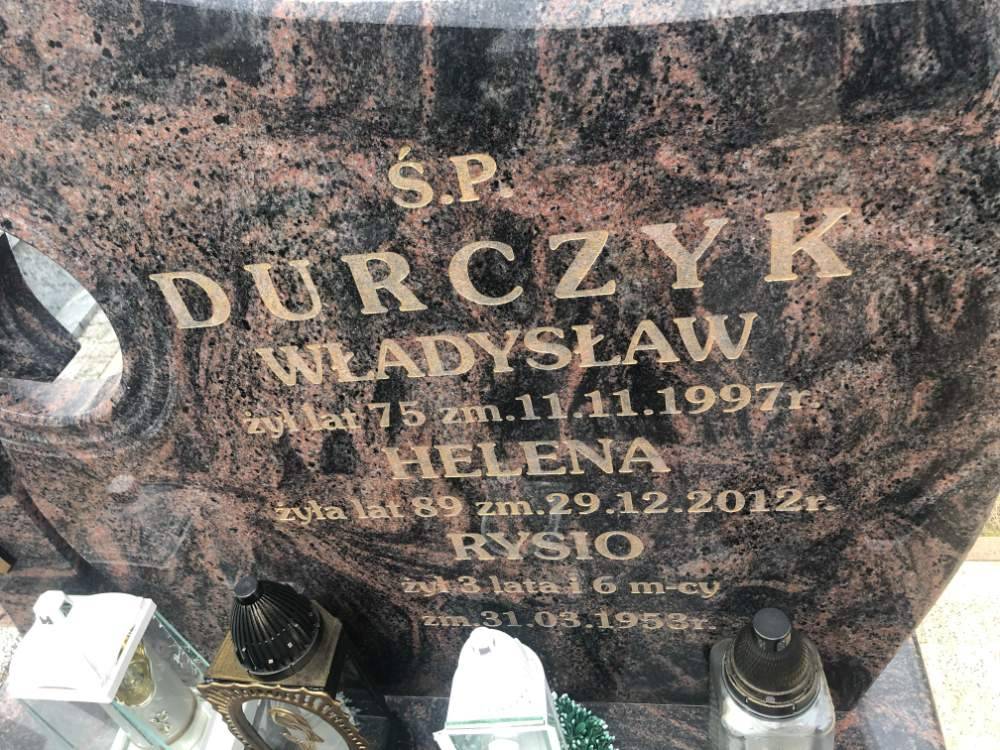 Ś.P.
DURCZYK
WŁADYSŁAW
żył lat 75 zm.11.11.1997r.
HELENA
żyła lat 89 zm.29.12.2012r.
RYSIO
żył 3 lata i 6 m-cy
zm.31.03.1953r.